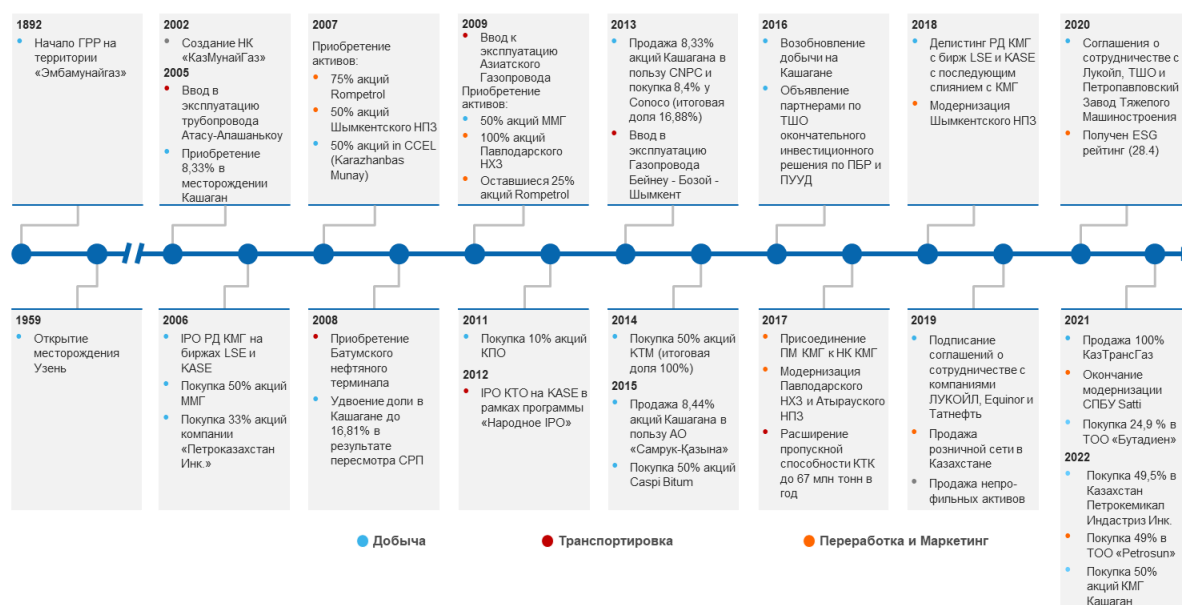 1892
Начапо ГРР на
территории
«Эмбамунайгаз»
2002
Создание НК
«КазМунайГаз»
2005
Ввод в
эксплуатацию
трубопровода
Атасу-Апашанькоу
Приобретение
8,33% в
месторождении
Кашаган
2007
Приобретение
активов:
75% акций
Rompetrol
50% акций
Шымкентского НПЗ
50% акций in CCEL
(Karazhanbas
Munay)
2009
Ввод к
эксплуатацию
Азиатского
Газопровода
Приобретение
активов:
50% акций ММГ
100% акций
Павлодарского
НХЗ
Оставшиеся 25%
акций Rompetrol
2013
Продажа 8,33%
акций Кашагана в
пользу CNPC и
покупка 8,4% у
Conoco (итоговая
доля 16,88%)
Ввод в
эксплуатацию
Газопровода
Бейнеу - Бозой -
Шымкент
2016
Возобновление
добычи на
Кашагане
Объявление
партнерами по
ТШО
окончательного
инвестиционного
решения по ПБР и
ПУУД
2018
Депистинг РД КМГ
с бирж LSE и KASE
с последующим
слиянием с КМГ
Модернизация
Шымкентского НПЗ
2020
Соглашения о
сотрудничестве с
Лукойл, ТШО и
Петропавповский
Завод Тяжепого
Машиностроения
Получен ESG
рейтинг (28.4)
1959
Открытие
месторождения
Узень
2006
IPO РД КМГ на
биржах LSE и
KASE
Покупка 50% акций
ММГ
Покупка 33% акций
компании
«Петроказахстан
Инк.»
2008
Приобретение
Батумского
нефтяного
терминала
Удвоение допи в
Кашагане до
16,81% в
результате
пересмотра СРП
2011
Покупка 10% акций
КПО
2012
IPO КТО на KASE в
рамках программы
«Народное IPO»
2014
Покупка 50% акций
КТМ (итоговая
доля 100%)
2015
Продажа 8,44%
акций Кашагана в
пользу АО
«Самрук-Қазына»
Покупка 50% акций
Caspi Bitum
2017
Присоединение
ПМ КМГ к НК КМГ
Модернизация
Павлодарского
НХЗ и Атырауского
НПЗ
Расширение
пропускной
способности КТК
до 67 млн тонн в
год
2019
Подписание
соглашений о
сотрудничестве с
компаниями
ЛУКОЙЛ, Equinor и
Татнефть
Продажа
розничной сети в
Казахстане
Продажа непро-
фильных активов
2021
Продажа 100%
КазТрансГаз
Окончание
модернизации
СПБУ Satti
Покупка 24,9 % в
ТОО «Бутадиен»
2022
Покупка 49,5% в
Казахстан
Петрокемикал
Индастриз Инк.
Покупка 49% в
ТОО «Petrosun»
Покупка 50%
акций КМГ
Кашаган
Добыча
Транспортировка
Переработка и Маркетинг